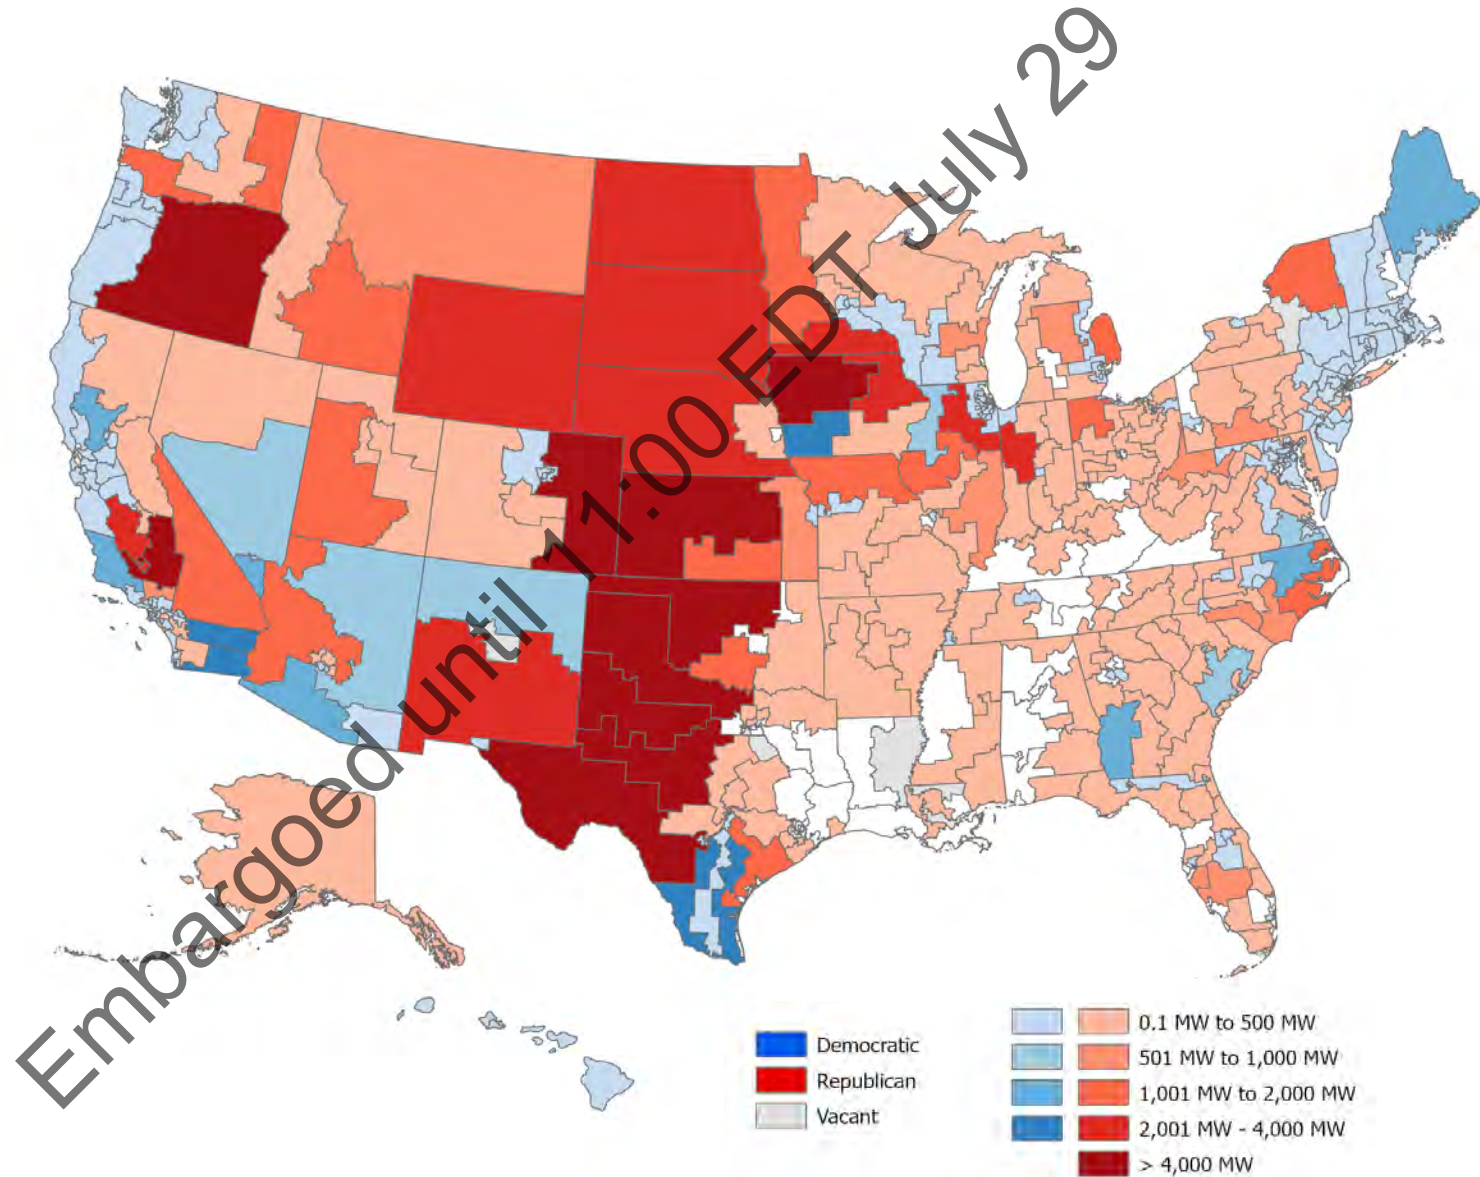 Embargoed until 11:00 EDT July 29
Democratic
Republican
Vacant
0.1 MW to 500 MW
501 MW to 1,000 MW
1,001 MW to 2,000 MW
2,001 MW - 4,000 MW
> 4,000 MW